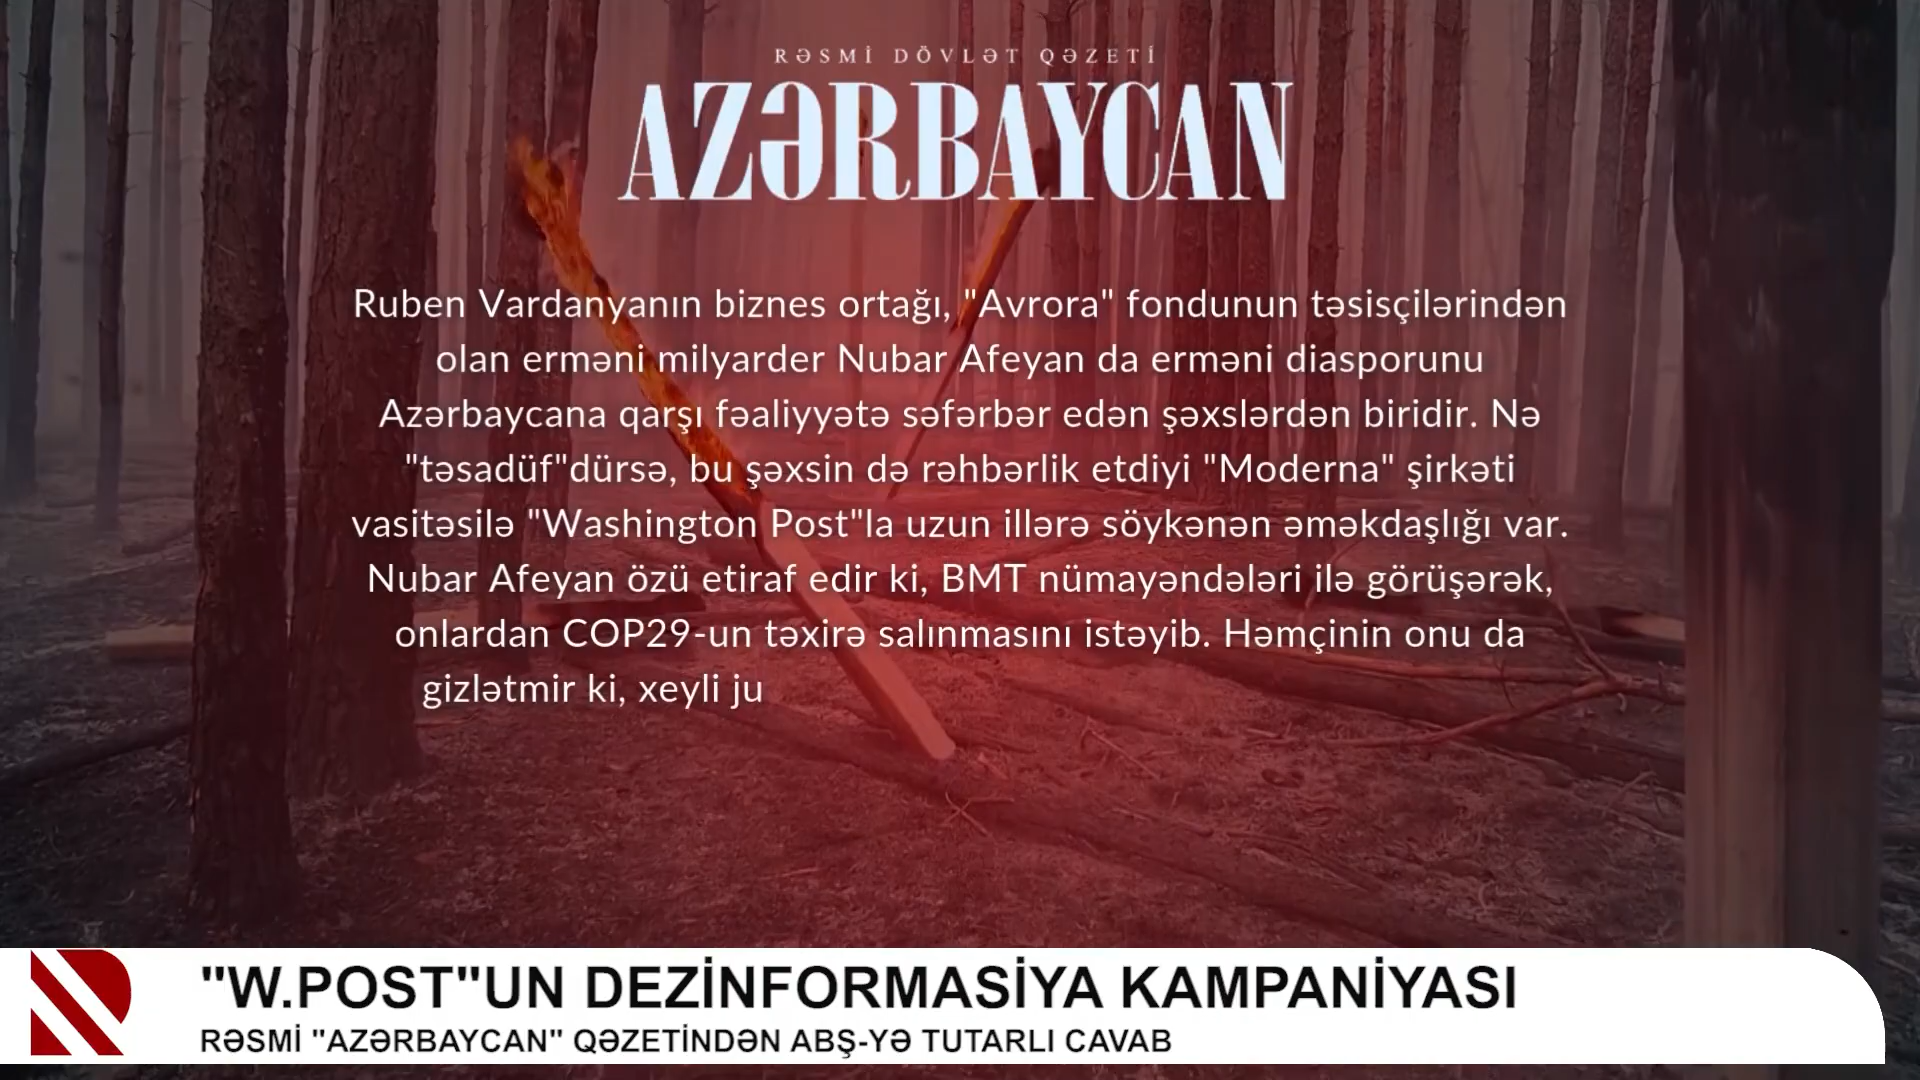 RƏSMİ DÖVLƏT QƏZETİ
AZƏRBAYCAN
Ruben Vardanyanın biznes ortağı, "Avrora" fondunun təsisçilərindən
olan erməni milyarder Nubar Afeyan da erməni diasporunu
Azərbaycana qarşı fəaliyyətə səfərbər edən şəxslərdən biridir. Nə
"təsadüf"dürsə, bu şəxsin də rəhbərlik etdiyi "Moderna" şirkəti
vasitəsilə "Washington Post"la uzun illərə söykənən əməkdaşlığı var.
Nubar Afeyan özü etiraf edir ki, BMT nümayəndələri ilə görüşərək,
onlardan COP29-un təxirə salınmasını istəyib. Həmçinin onu da
gizlətmir ki, xeyli ju
"W.POST"UN DEZİNFORMASİYA KAMPANİYASI
RƏSMİ "AZƏRBAYCAN" QƏZETİNDƏN ABŞ-YƏ TUTARLI CAVAB